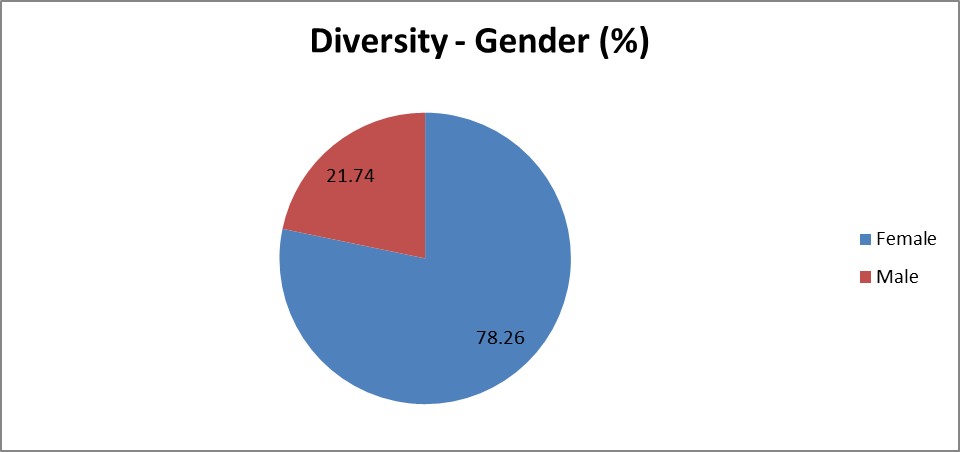 Diversity - Gender (%)
21.74
78.26
Female
Male